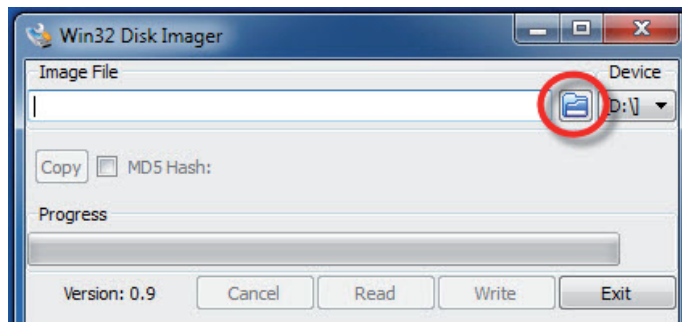 Win32 Disk Imager
Image File Device
[D:\]
Copy MD5 Hash:
Progress
Version: 0.9 Cancel Read Write Exit